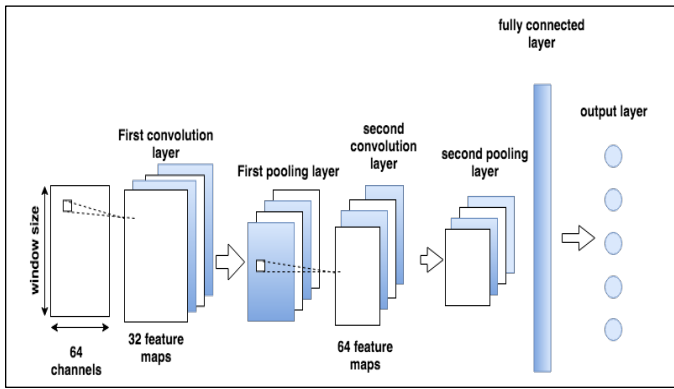 fully connected
layer
output layer
First convolution
layer
second
convolution
layer
First pooling layer
second pooling
layer
window size
64
channels
32 feature
maps
64 feature
maps